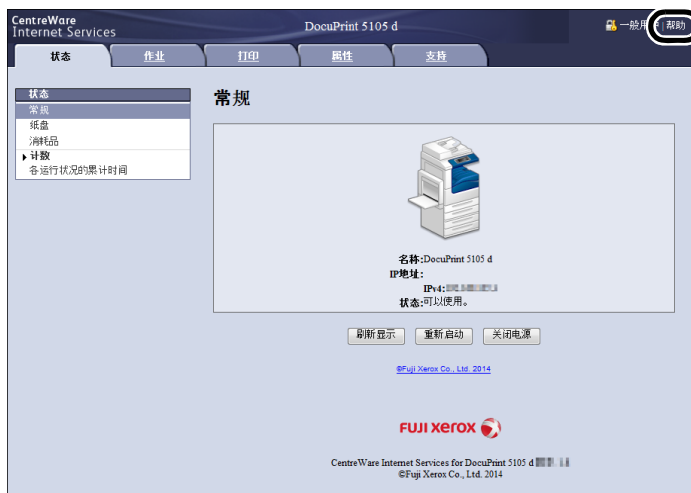 CentreWare
Internet Services
DocuPrint 5105 d
一般用户
帮助
状态
作业
打印
属性
支持
状态
常规
纸盘
消耗品
计数
各运行状况的累计时间
常规
名称:DocuPrint 5105 d
IP地址:
IPv4:
状态:可以使用。
刷新显示
重新启动
关闭电源
©Fuji Xerox Co., Ltd. 2014
FUJI xerox
CentreWare Internet Services for DocuPrint 5105 d
©Fuji Xerox Co., Ltd. 2014